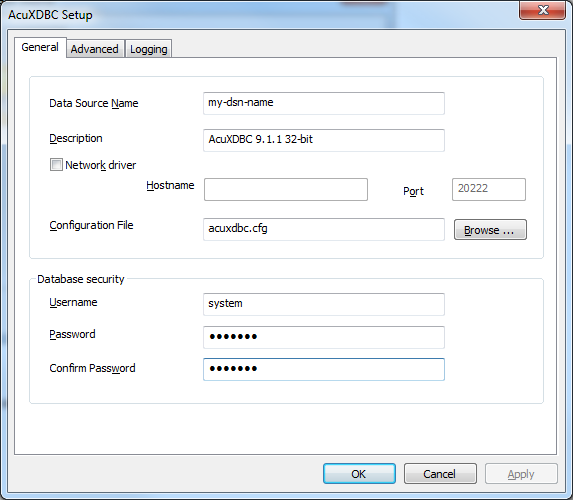 AcuXDBC Setup
General Advanced Logging
Data Source Name my-dsn-name
Description AcuXDBC 9.1.1 32-bit
Network driver
Hostname Port 20222
Configuration File acuxdbc.cfg Browse ...
Database security
Username system
Password •••••••
Confirm Password •••••••
OK Cancel Apply